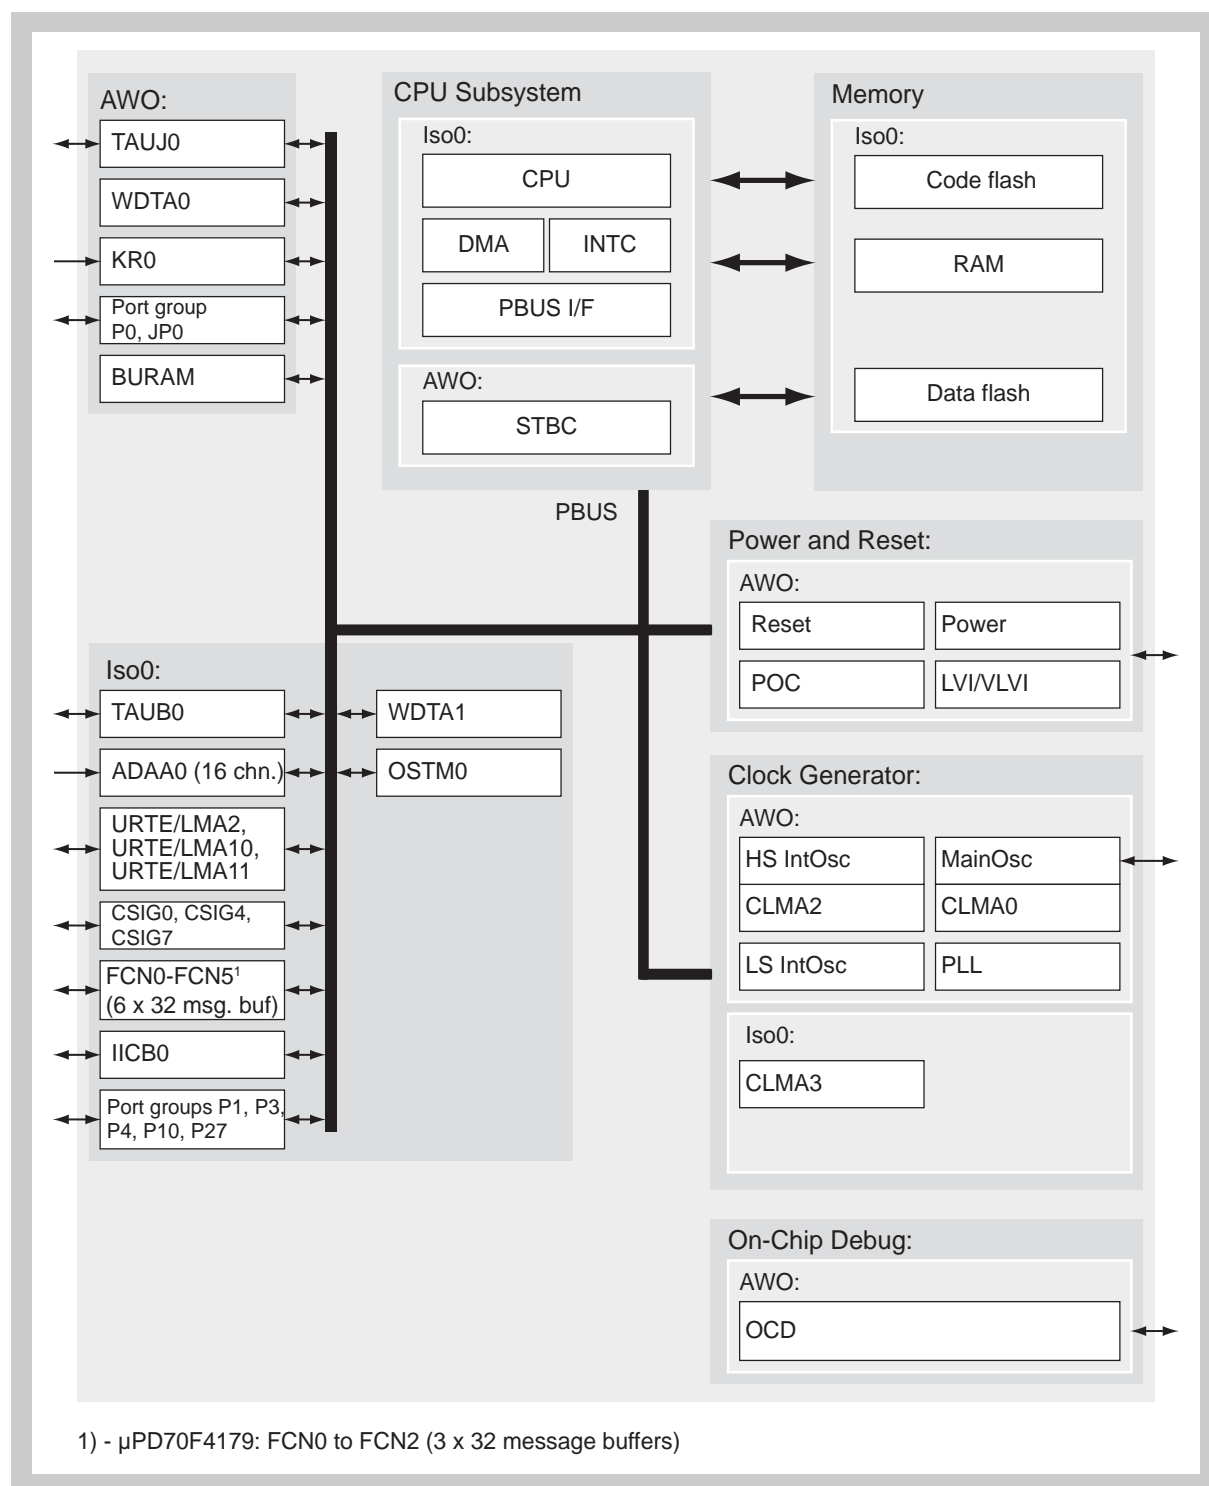 AWO:
TAUJ0
WDTA0
KR0
Port group
P0, JP0
BURAM
CPU Subsystem
Iso0:
CPU
DMA
INTC
PBUS I/F
AWO:
STBC
Memory
Iso0:
Code flash
RAM
Data flash
PBUS
Power and Reset:
AWO:
Reset
Power
POC
LVI/VLVI
Iso0:
TAUB0
WDTA1
ADAA0 (16 chn.)
OSTM0
URTE/LMA2,
URTE/LMA10,
URTE/LMA11
CSIG0, CSIG4,
CSIG7
FCN0-FCN5¹
(6 x 32 msg. buf)
IICB0
Port groups P1, P3,
P4, P10, P27
Clock Generator:
AWO:
HS IntOsc
MainOsc
CLMA2
CLMA0
LS IntOsc
PLL
Iso0:
CLMA3
On-Chip Debug:
AWO:
OCD
1) - µPD70F4179: FCN0 to FCN2 (3 x 32 message buffers)